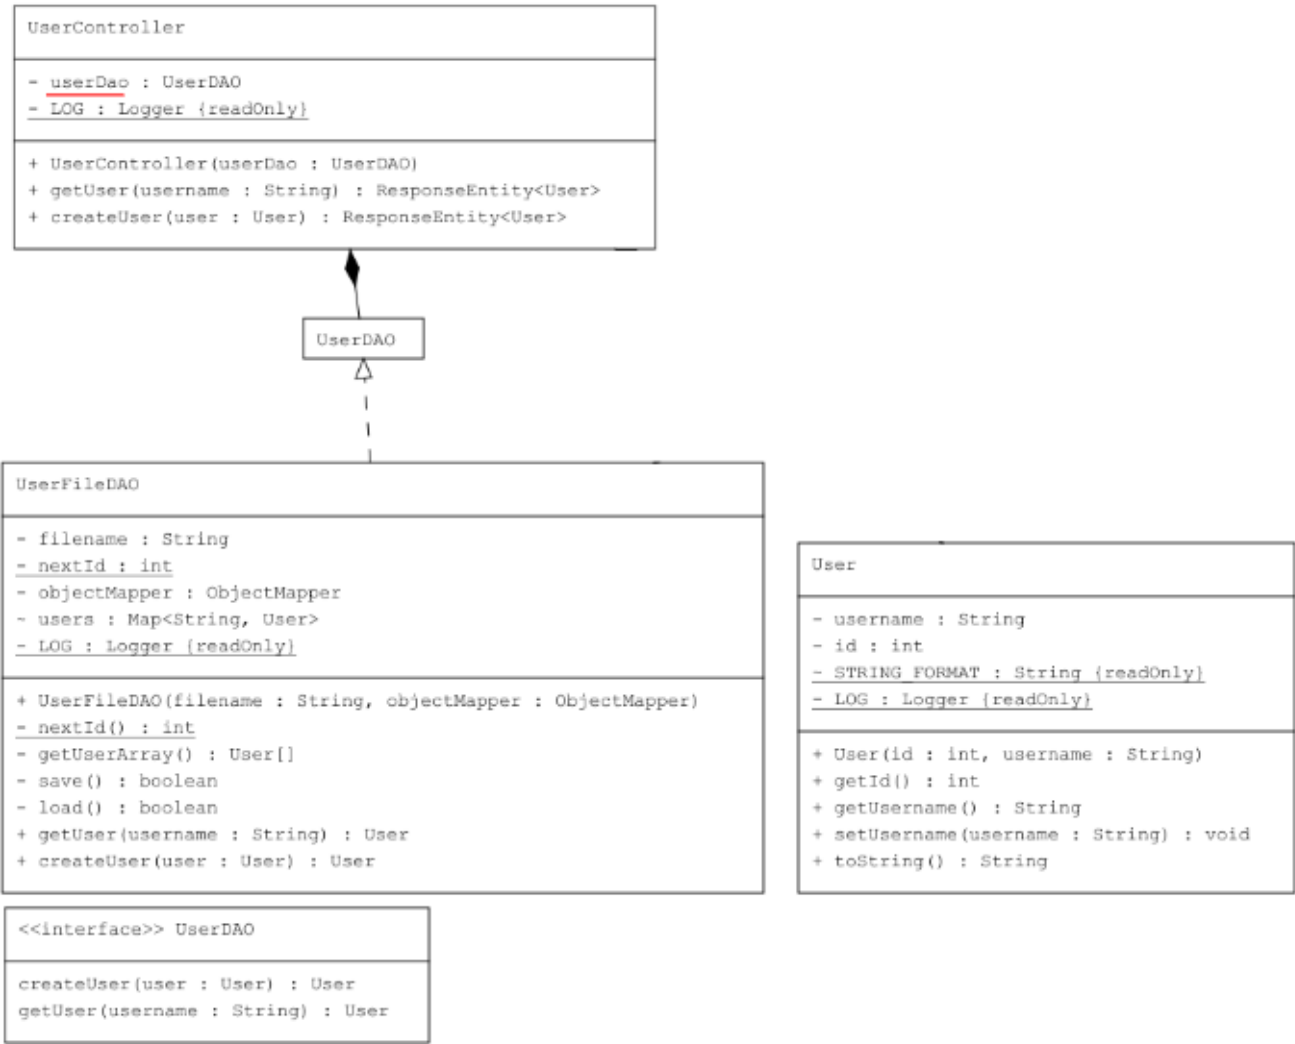 UserController
- userDao : UserDAO
- LOG : Logger {readOnly}
+ UserController(userDao : UserDAO)
+ getUser(username : String) : ResponseEntity<User>
+ createUser(user : User) : ResponseEntity<User>
UserDAO
UserFileDAO
- filename : String
- nextId : int
- objectMapper : ObjectMapper
~ users : Map<String, User>
- LOG : Logger {readOnly}
+ UserFileDAO(filename : String, objectMapper : ObjectMapper)
- nextId() : int
- getUserArray() : User[]
- save() : boolean
- load() : boolean
+ getUser(username : String) : User
+ createUser(user : User) : User
User
- username : String
- id : int
- STRING_FORMAT : String {readOnly}
- LOG : Logger {readOnly}
+ User(id : int, username : String)
+ getId() : int
+ getUsername() : String
+ setUsername(username : String) : void
+ toString() : String
<<interface>> UserDAO
createUser(user : User) : User
getUser(username : String) : User